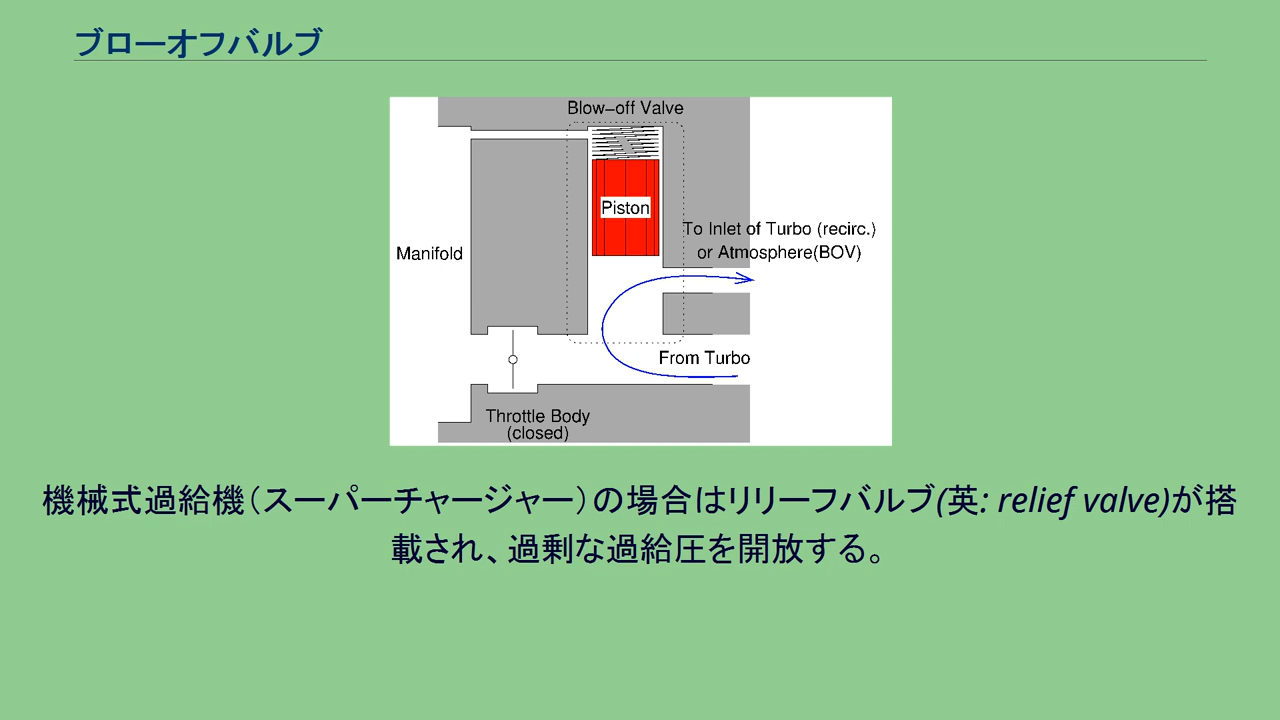 ブローオフバルブ
Blow-off Valve
Piston
To Inlet of Turbo (recirc.)
or Atmosphere(BOV)
Manifold
From Turbo
Throttle Body
(closed)
機械式過給機（スーパーチャージャー）の場合はリリーフバルブ(英: relief valve)が搭
載され、過剰な過給圧を開放する。